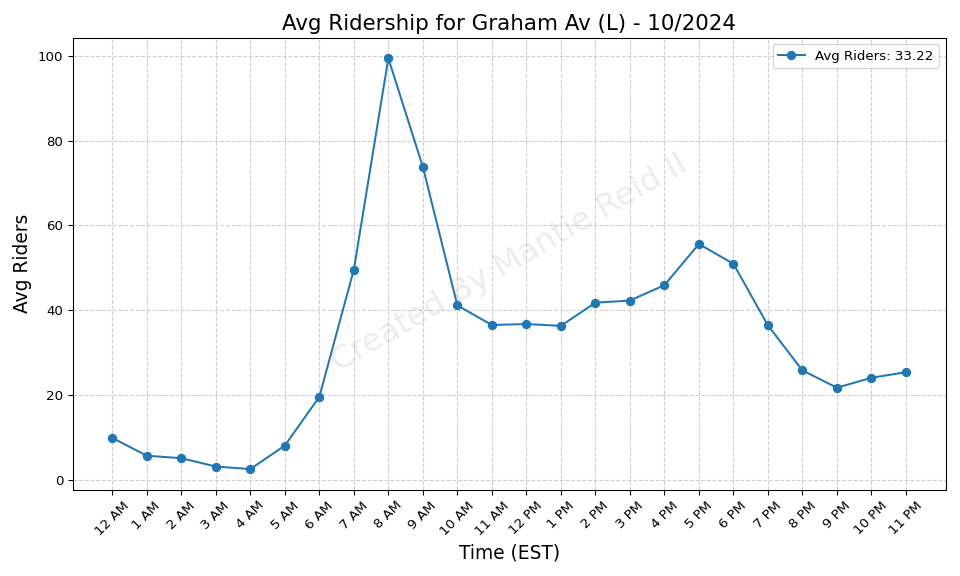 Avg Ridership for Graham Av (L) - 10/2024
Avg Riders: 33.22
100
80
60
40
20
0
Avg Riders
Created By Mantie Reid II
12 AM
1 AM
2 AM
3 AM
4 AM
5 AM
6 AM
7 AM
8 AM
9 AM
10 AM
11 AM
12 PM
1 PM
2 PM
3 PM
4 PM
5 PM
6 PM
7 PM
8 PM
9 PM
10 PM
11 PM
Time (EST)